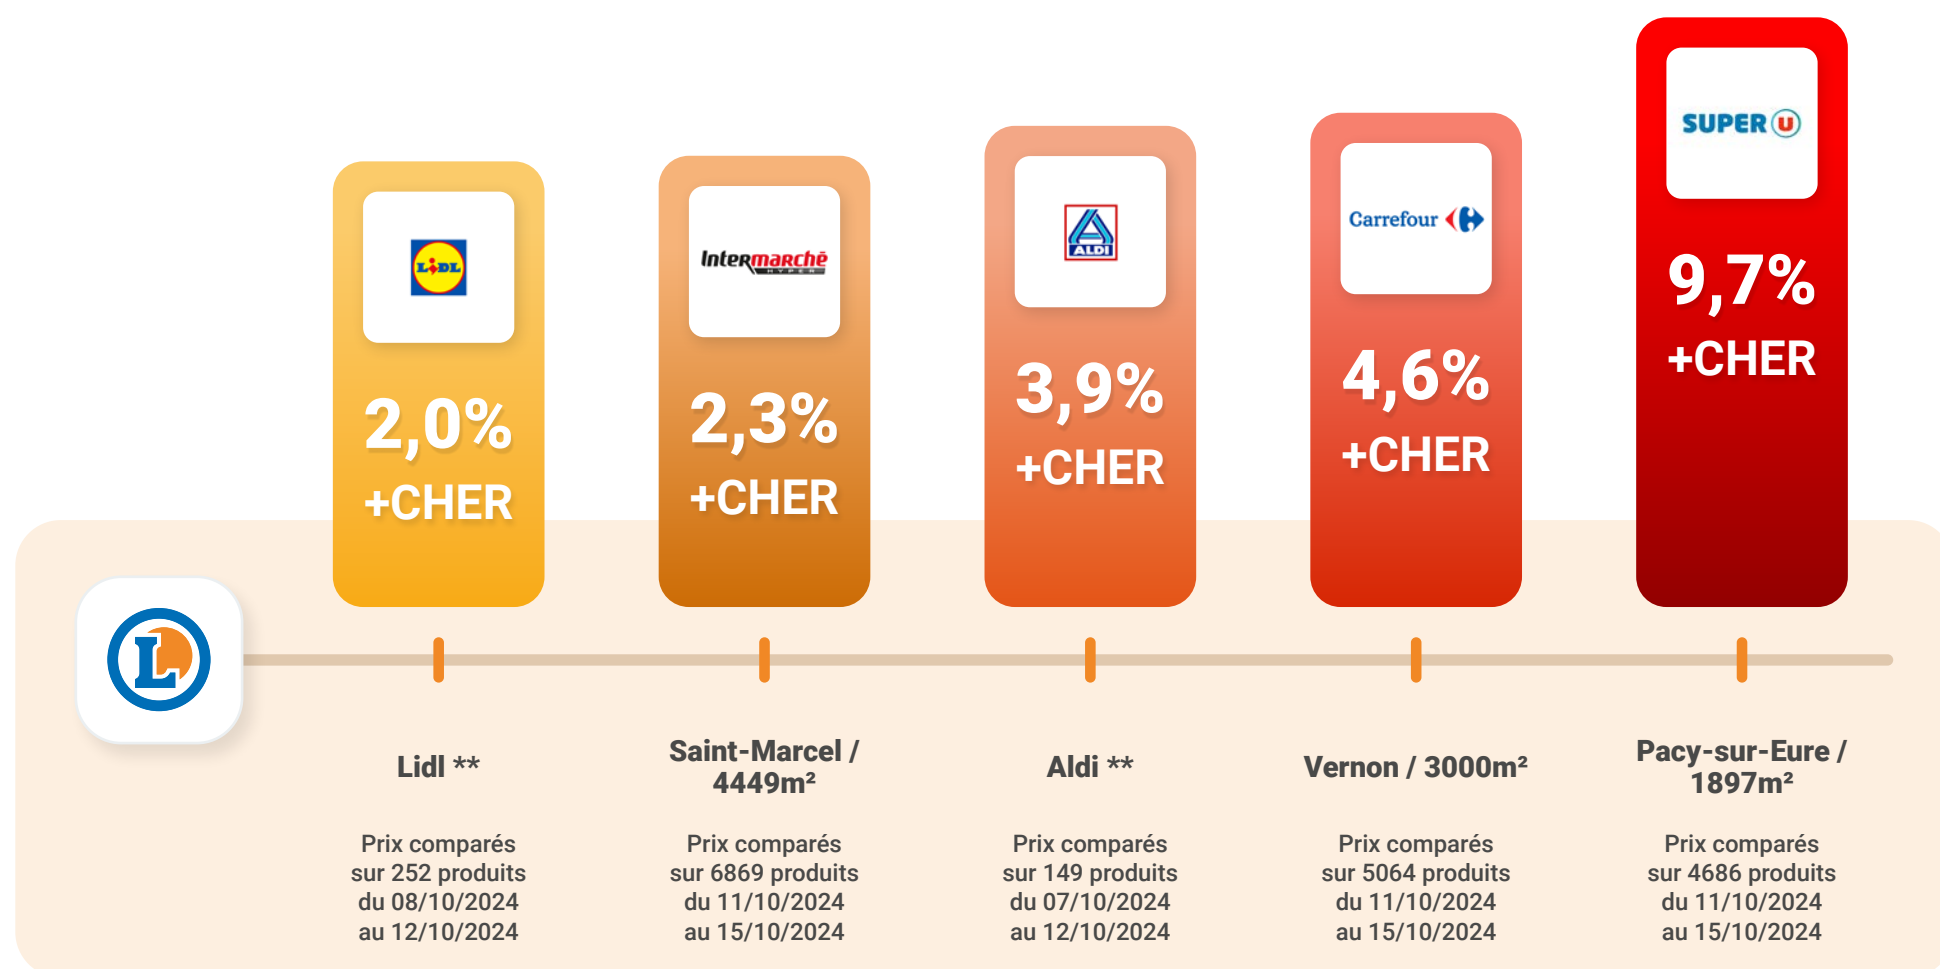 LIDL
2,0%
+CHER
Intermarchē
HYPER
2,3%
+CHER
ALDI
3,9%
+CHER
Carrefour
4,6%
+CHER
SUPER U
9,7%
+CHER
L
Lidl **
Prix comparés
sur 252 produits
du 08/10/2024
au 12/10/2024
Saint-Marcel /
4449m²
Prix comparés
sur 6869 produits
du 11/10/2024
au 15/10/2024
Aldi **
Prix comparés
sur 149 produits
du 07/10/2024
au 12/10/2024
Vernon / 3000m²
Prix comparés
sur 5064 produits
du 11/10/2024
au 15/10/2024
Pacy-sur-Eure /
1897m²
Prix comparés
sur 4686 produits
du 11/10/2024
au 15/10/2024